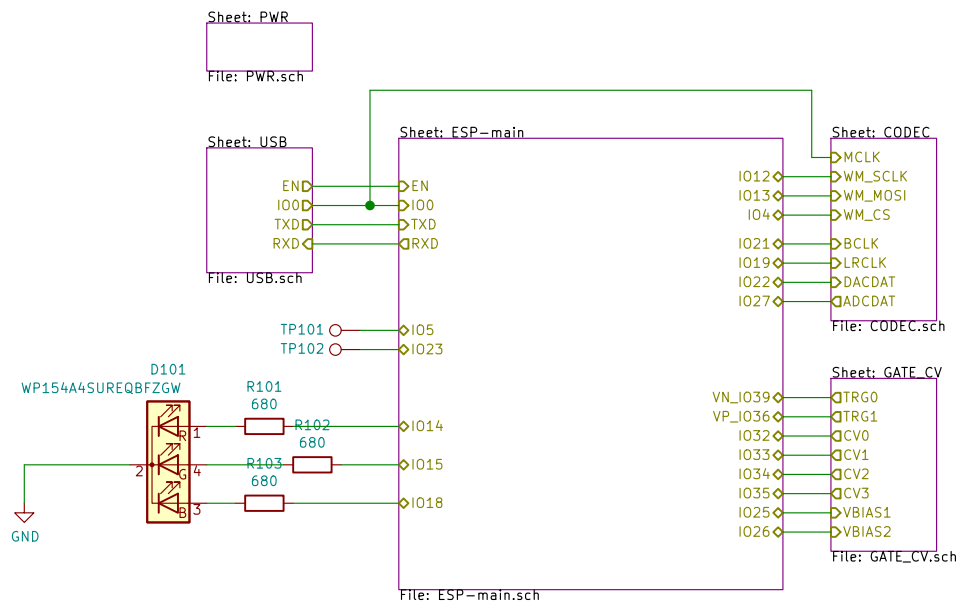 Sheet: PWR
File: PWR.sch
Sheet: USB
EN
IO0
TXD
RXD
File: USB.sch
Sheet: ESP-main
EN
IO0
TXD
RXD
IO5
IO23
IO14
IO15
IO18
IO12
IO13
IO4
IO21
IO19
IO22
IO27
VN_IO39
VP_IO36
IO32
IO33
IO34
IO35
IO25
IO26
File: ESP-main.sch
Sheet: CODEC
MCLK
WM_SCLK
WM_MOSI
WM_CS
BCLK
LRCLK
DACDAT
ADCDAT
File: CODEC.sch
Sheet: GATE_CV
TRG0
TRG1
CV0
CV1
CV2
CV3
VBIAS1
VBIAS2
File: GATE_CV.sch
TP101
TP102
D101
WP154A4SUREQBFZGW
R 1
2 G 4
B 3
R101
680
R102
680
R103
680
GND